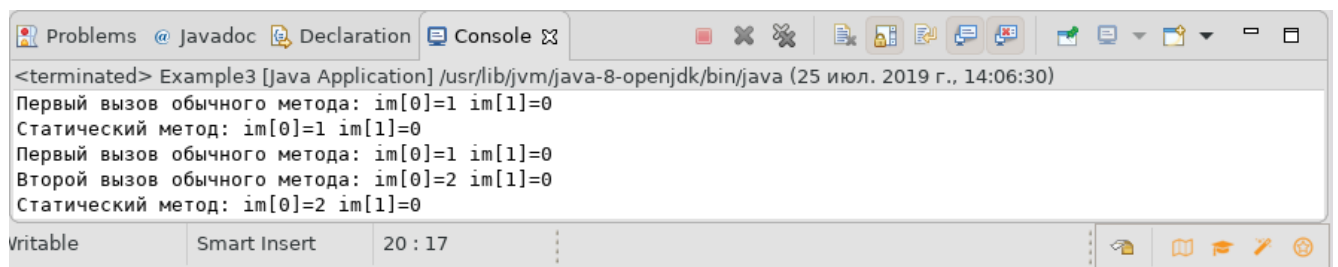 Problems @ Javadoc Declaration Console
<terminated> Example3 [Java Application] /usr/lib/jvm/java-8-openjdk/bin/java (25 июл. 2019 г., 14:06:30)
Первый вызов обычного метода: im[0]=1 im[1]=0
Статический метод: im[0]=1 im[1]=0
Первый вызов обычного метода: im[0]=1 im[1]=0
Второй вызов обычного метода: im[0]=2 im[1]=0
Статический метод: im[0]=2 im[1]=0
Writable Smart Insert 20 : 17